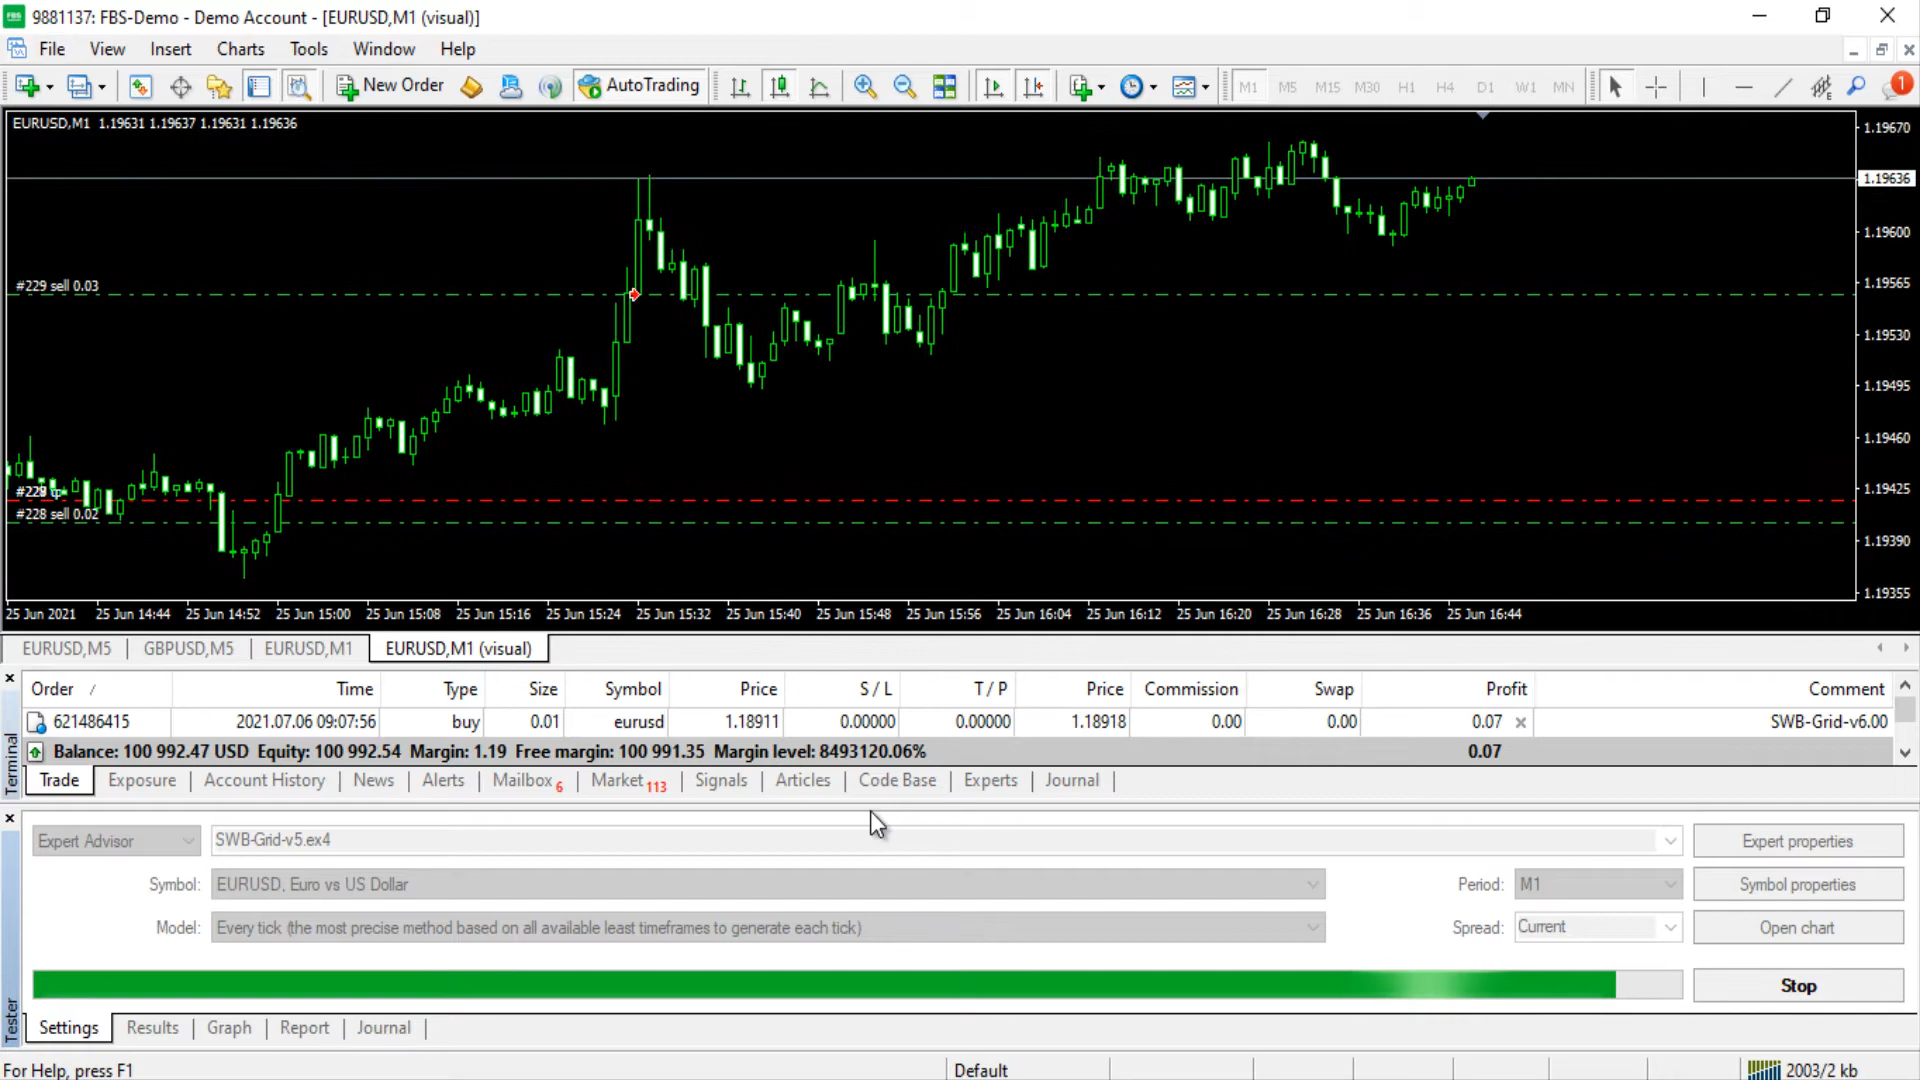 9881137: FBS-Demo - Demo Account - [EURUSD,M1 (visual)]
File View Insert Charts Tools Window Help
New Order AutoTrading M1 M5 M15 M30 H1 H4 D1 W1 MN 1
EURUSD,M1 1.19631 1.19637 1.19631 1.19636
1.19670
1.19636
1.19600
#229 sell 0.03
1.19565
1.19530
1.19495
1.19460
1.19425
#228 sell 0.02
1.19390
1.19355
25 Jun 2021 25 Jun 14:44 25 Jun 14:52 25 Jun 15:00 25 Jun 15:08 25 Jun 15:16 25 Jun 15:24 25 Jun 15:32 25 Jun 15:40 25 Jun 15:48 25 Jun 15:56 25 Jun 16:04 25 Jun 16:12 25 Jun 16:20 25 Jun 16:28 25 Jun 16:36 25 Jun 16:44
EURUSD,M5 GBPUSD,M5 EURUSD,M1 EURUSD,M1 (visual)
Order / Time Type Size Symbol Price S / L T / P Price Commission Swap Profit Comment
621486415 2021.07.06 09:07:56 buy 0.01 eurusd 1.18911 0.00000 0.00000 1.18918 0.00 0.00 0.07 SWB-Grid-v6.00
Balance: 100 992.47 USD Equity: 100 992.54 Margin: 1.19 Free margin: 100 991.35 Margin level: 8493120.06% 0.07
Terminal
Trade Exposure Account History News Alerts Mailbox 6 Market 113 Signals Articles Code Base Experts Journal
Expert Advisor SWB-Grid-v5.ex4 Expert properties
Symbol: EURUSD, Euro vs US Dollar Period: M1 Symbol properties
Model: Every tick (the most precise method based on all available least timeframes to generate each tick) Spread: Current Open chart
Stop
Tester
Settings Results Graph Report Journal
For Help, press F1 Default 2003/2 kb